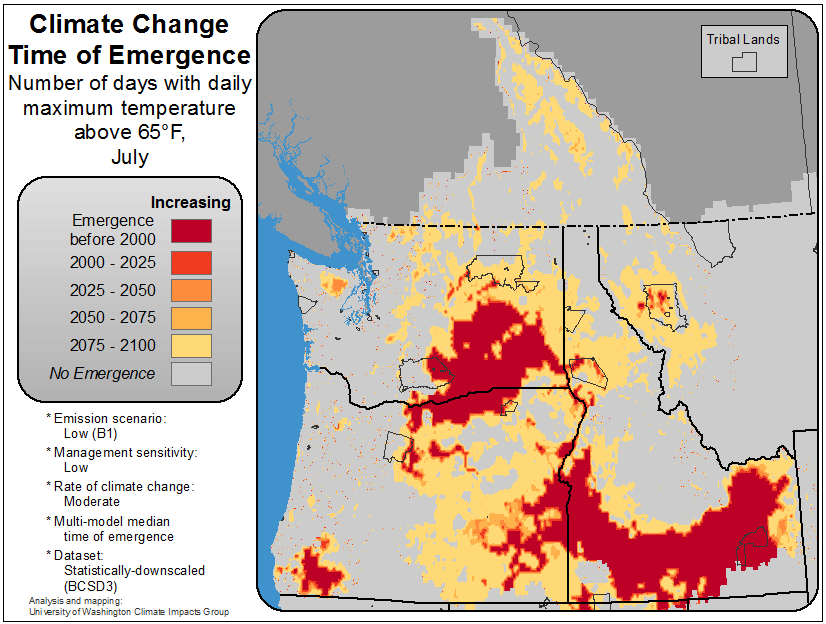 Climate Change
Time of Emergence
Number of days with daily
maximum temperature
above 65°F,
July
Tribal Lands
Increasing
Emergence
before 2000
2000 - 2025
2025 - 2050
2050 - 2075
2075 - 2100
No Emergence
* Emission scenario:
Low (B1)
* Management sensitivity:
Low
* Rate of climate change:
Moderate
* Multi-model median
time of emergence
* Dataset:
Statistically-downscaled
(BCSD3)
Analysis and mapping:
University of Washington Climate Impacts Group